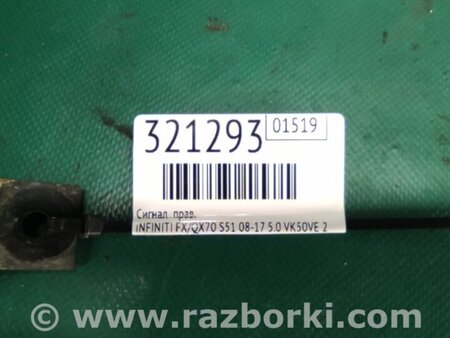 321293
01519
Сигнал прав.
INFINITI FX/QX70 S51 08-17 5.0 VK50VE 2
© www.razborki.com